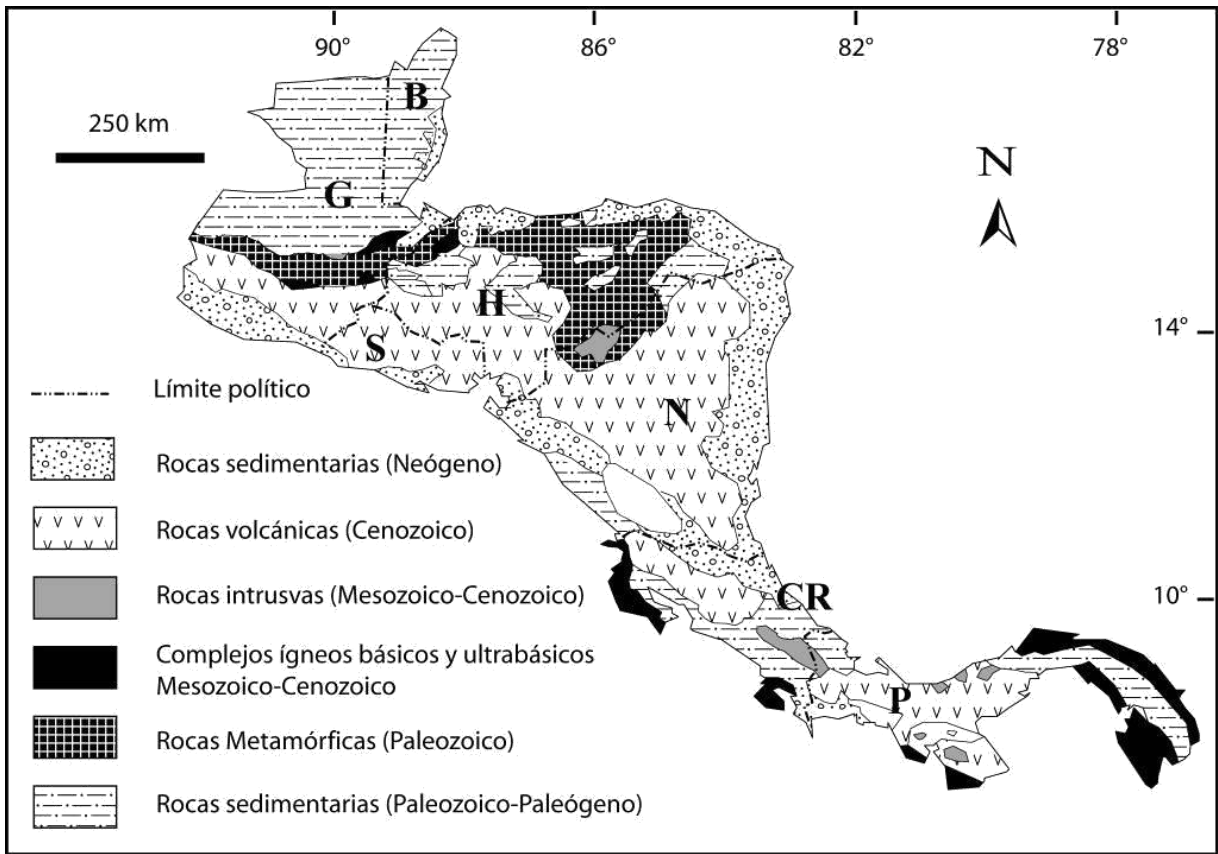 90°
86°
82°
78°
250 km
B
N
G
H
14°
S
Límite político
N
Rocas sedimentarias (Neógeno)
Rocas volcánicas (Cenozoico)
Rocas intrusvas (Mesozoico-Cenozoico)
CR
10°
Complejos ígneos básicos y ultrabásicos
Mesozoico-Cenozoico
P
Rocas Metamórficas (Paleozoico)
Rocas sedimentarias (Paleozoico-Paleógeno)